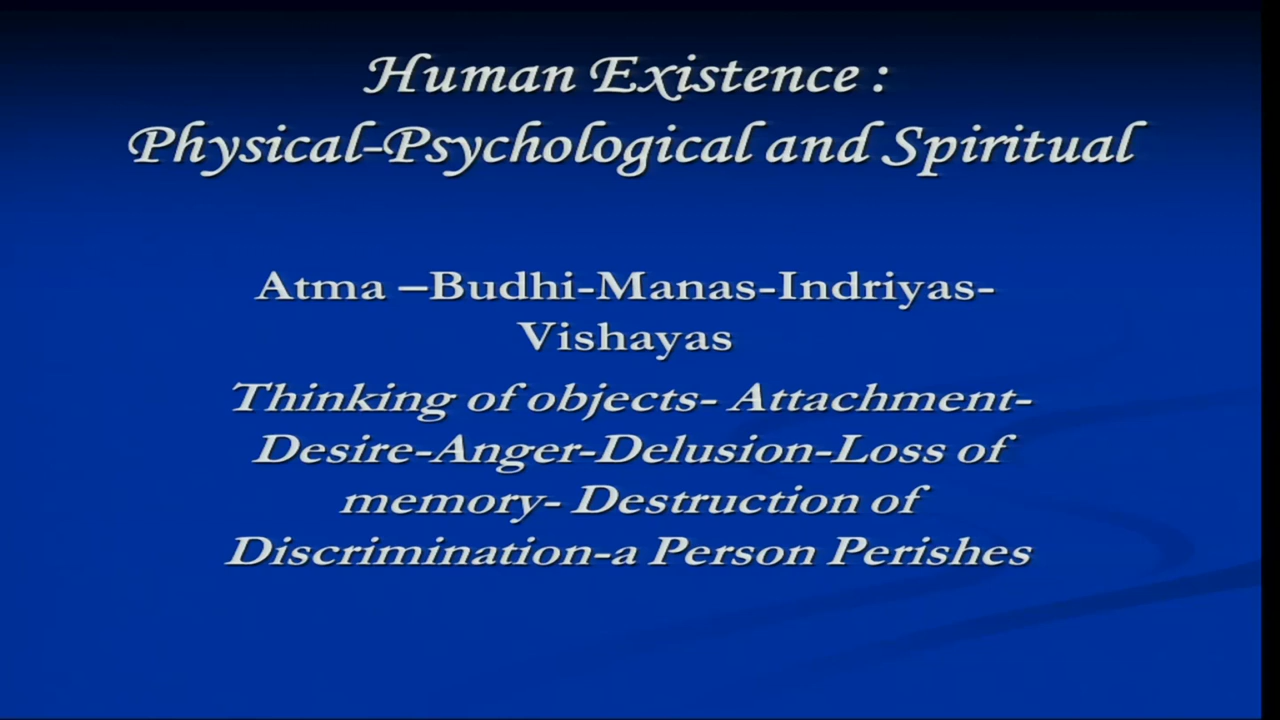 Human Existence :
Physical-Psychological and Spiritual
Atma –Budhi-Manas-Indriyas-
Vishayas
Thinking of objects- Attachment-
Desire-Anger-Delusion-Loss of
memory- Destruction of
Discrimination-a Person Perishes